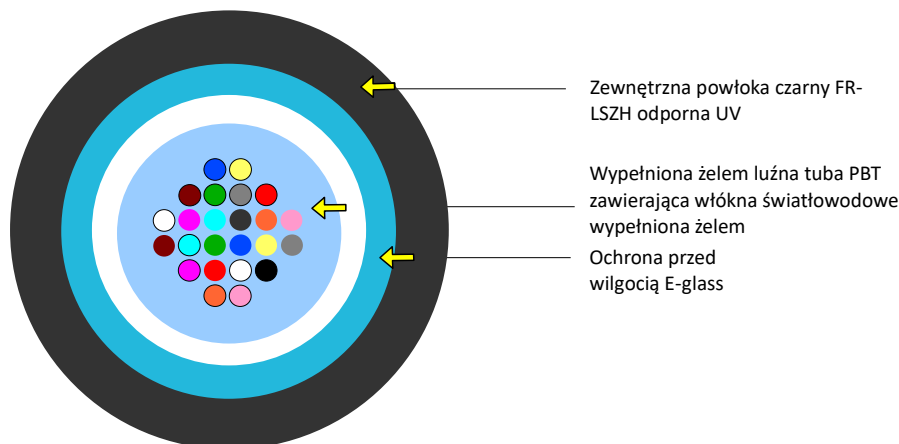 Zewnętrzna powłoka czarny FR-
LSZH odporna UV
Wypełniona żelem luźna tuba PBT
zawierająca włókna światłowodowe
wypełniona żelem
Ochrona przed
wilgocią E-glass